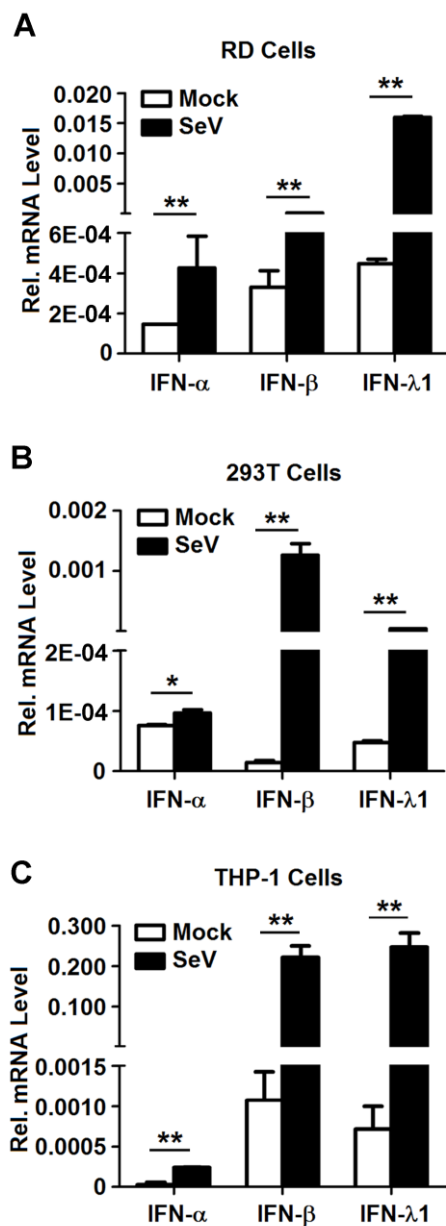 A
RD Cells
Mock
SeV
Rel. mRNA Level
0.020
0.015
0.010
0.005
6E-04
4E-04
2E-04
0
**
**
**
IFN-α
IFN-β
IFN-λ1
B
293T Cells
Mock
SeV
Rel. mRNA Level
0.002
0.001
2E-04
1E-04
0
*
**
**
IFN-α
IFN-β
IFN-λ1
C
THP-1 Cells
Mock
SeV
Rel. mRNA Level
0.300
0.200
0.100
0.0015
0.0010
0.0005
0
**
**
**
IFN-α
IFN-β
IFN-λ1